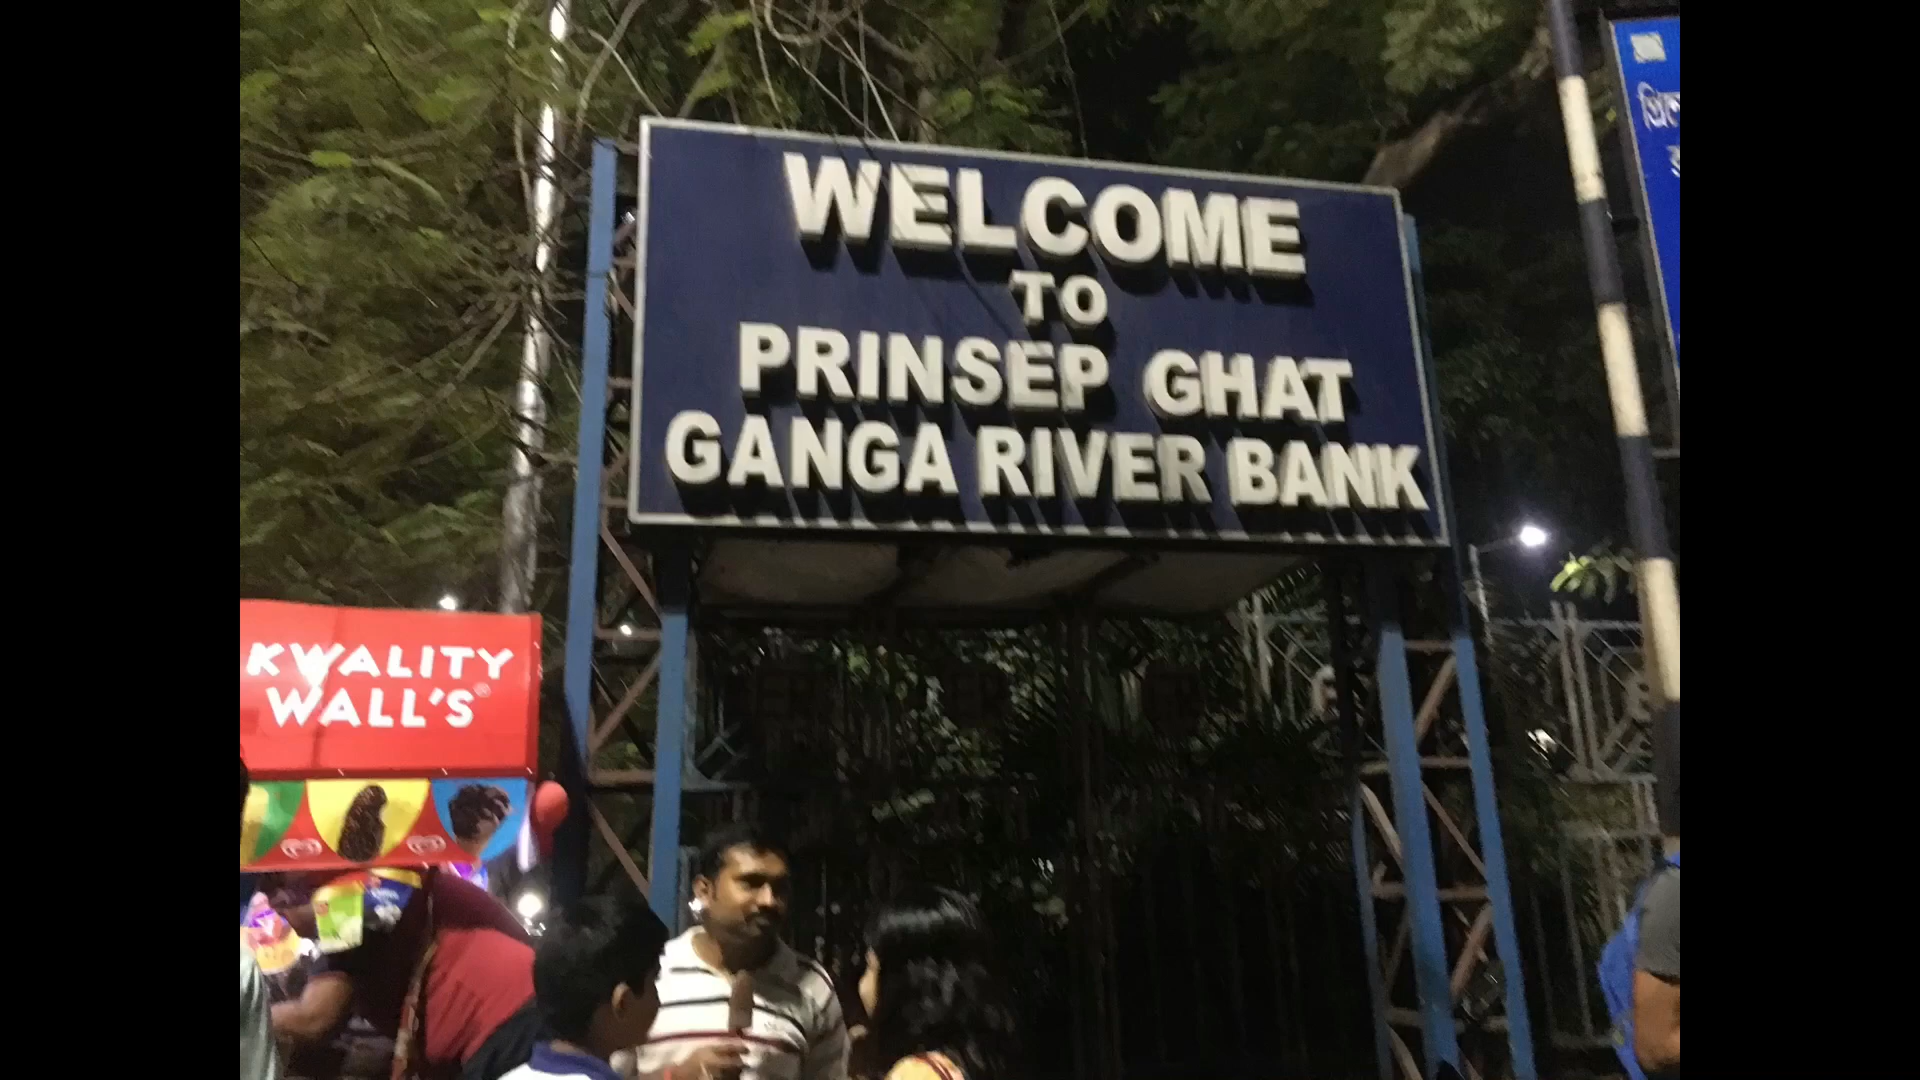 WELCOME
TO
PRINSEP GHAT
GANGA RIVER BANK
KWALITY
WALL'S